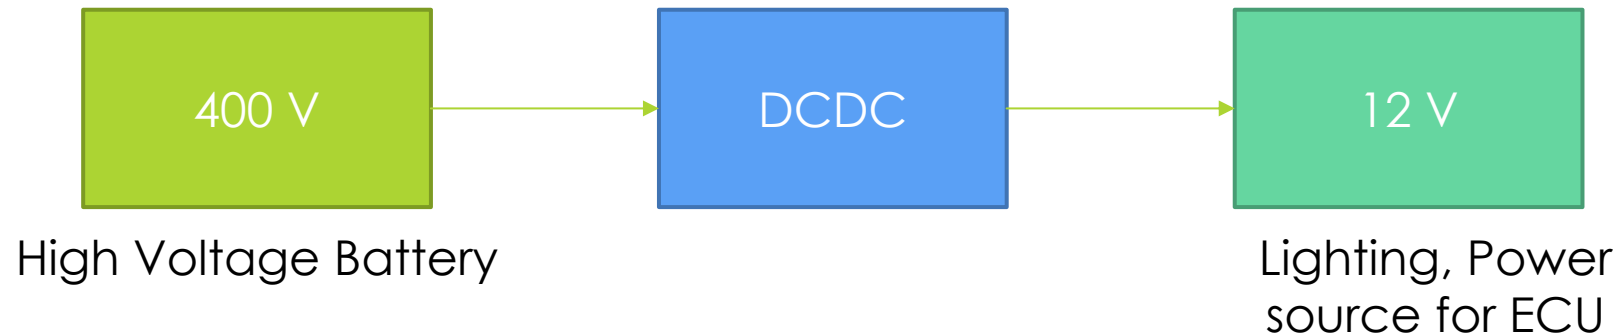 400 V
DCDC
12 V
High Voltage Battery
Lighting, Power
source for ECU